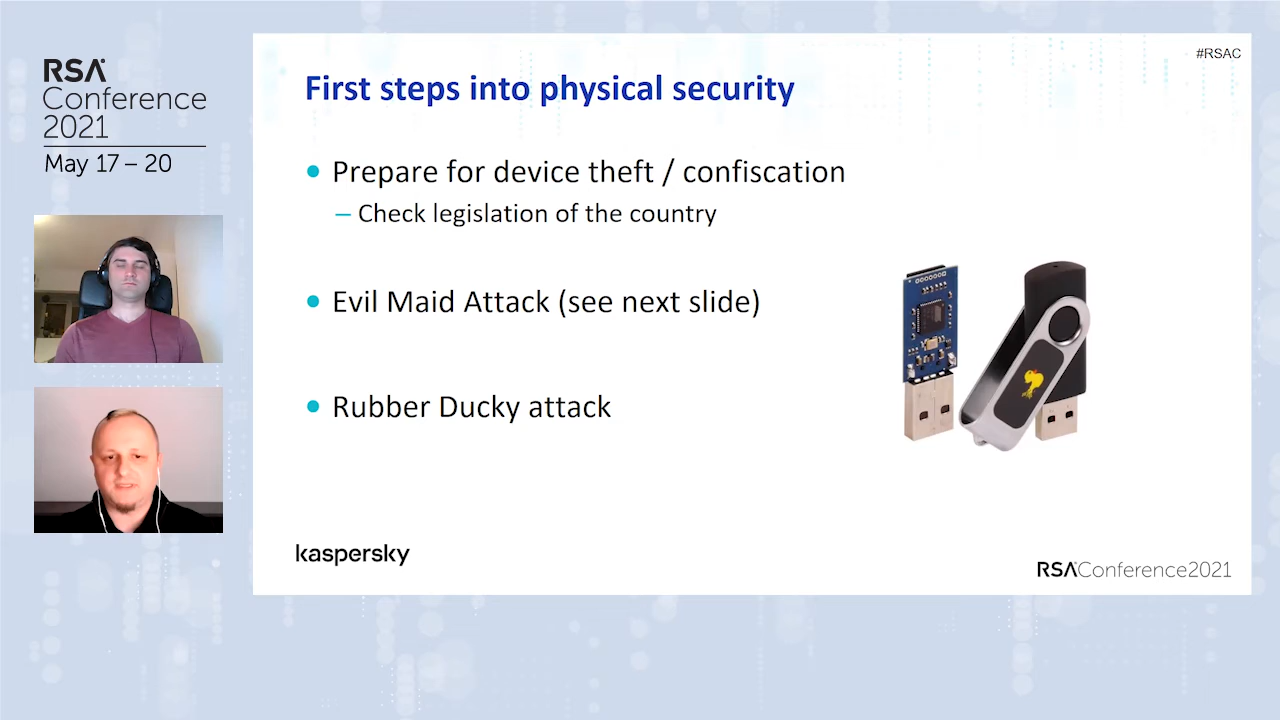 RSA
Conference
2021
May 17 – 20
#RSAC
First steps into physical security
• Prepare for device theft / confiscation
– Check legislation of the country
• Evil Maid Attack (see next slide)
• Rubber Ducky attack
kaspersky
RSAConference2021